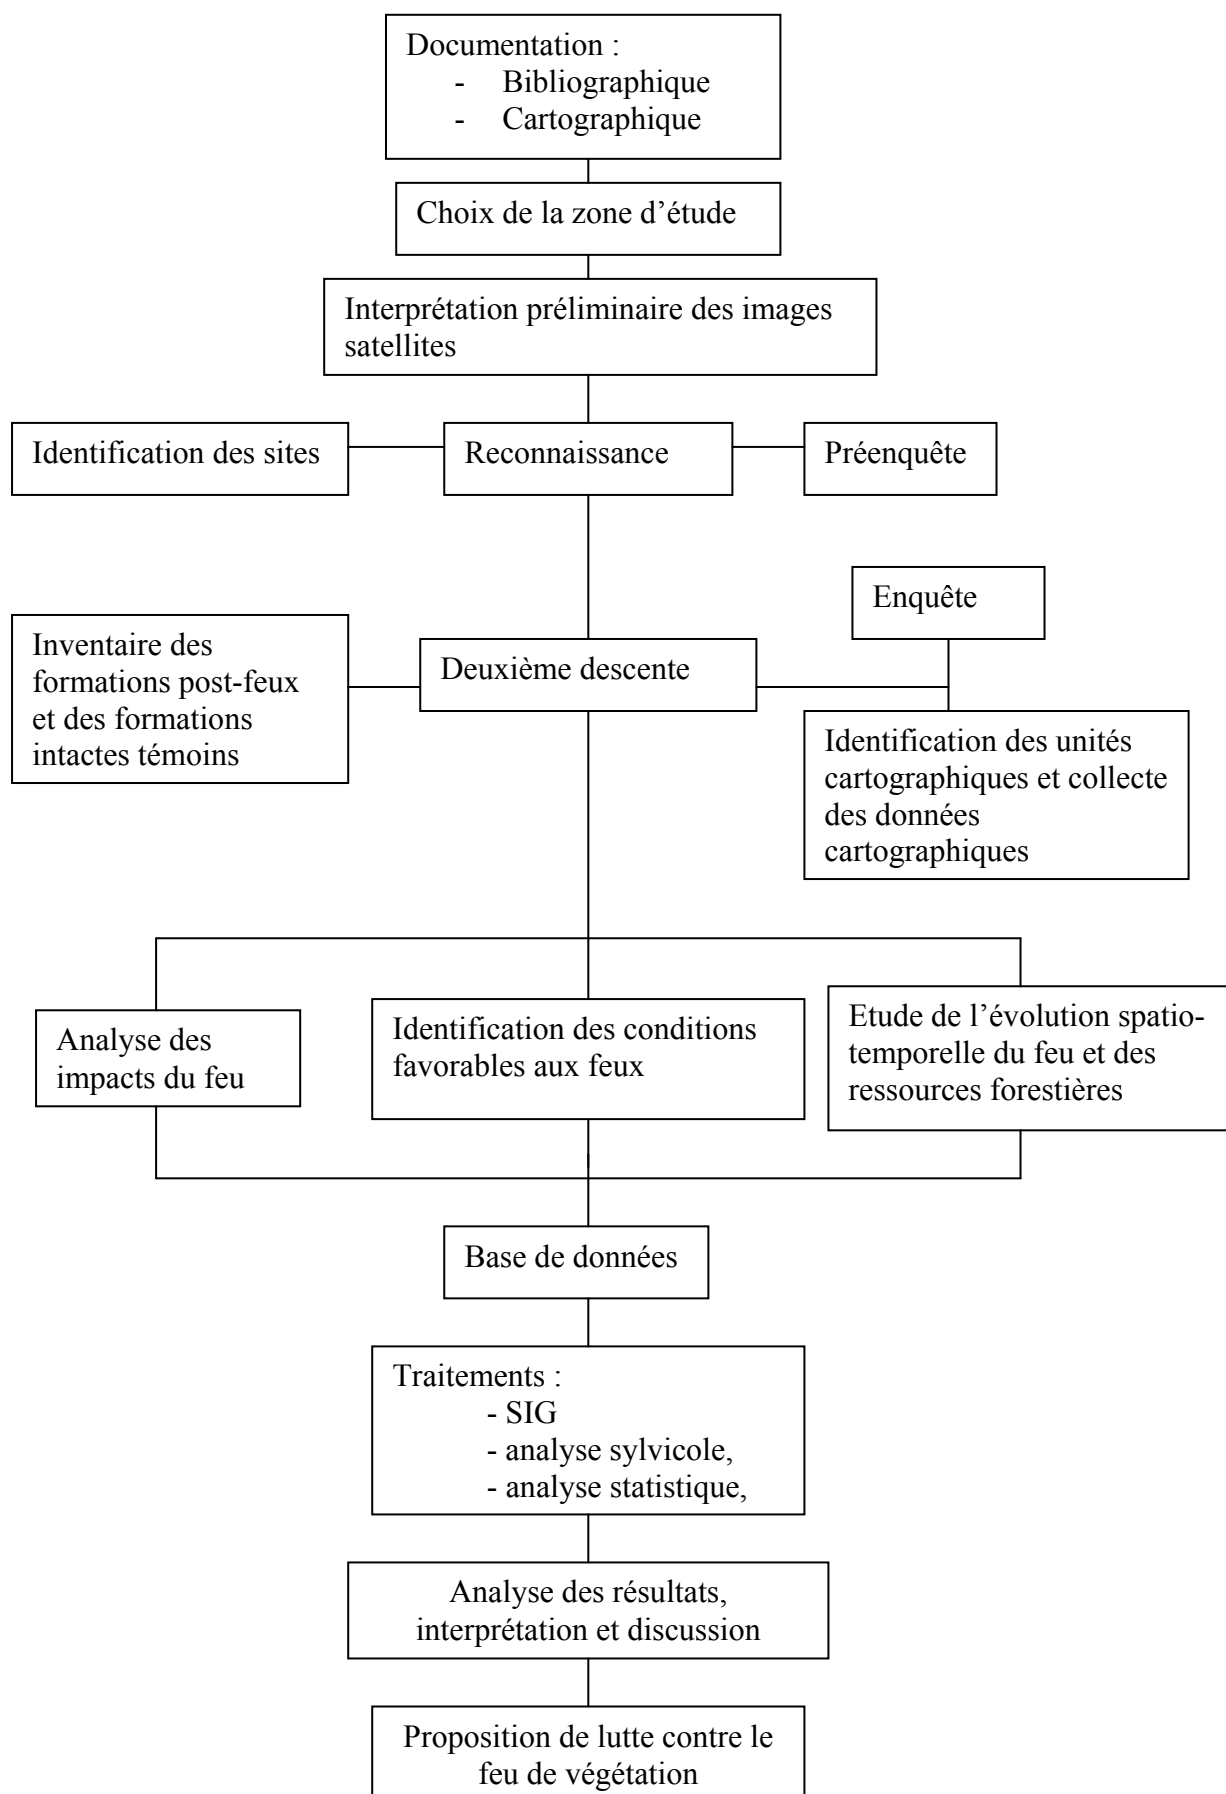 Documentation :
- Bibliographique
- Cartographique
Choix de la zone d’étude
Interprétation préliminaire des images
satellites
Identification des sites
Reconnaissance
Préenquête
Enquête
Inventaire des
formations post-feux
et des formations
intactes témoins
Deuxième descente
Identification des unités
cartographiques et collecte
des données
cartographiques
Analyse des
impacts du feu
Identification des conditions
favorables aux feux
Etude de l’évolution spatio-
temporelle du feu et des
ressources forestières
Base de données
Traitements :
- SIG
- analyse sylvicole,
- analyse statistique,
Analyse des résultats,
interprétation et discussion
Proposition de lutte contre le
feu de végétation